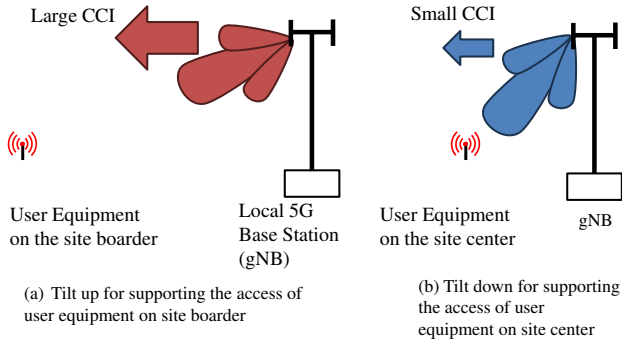 Large CCI
User Equipment
on the site boarder
Local 5G
Base Station
(gNB)
(a) Tilt up for supporting the access of
user equipment on site boarder
Small CCI
User Equipment
on the site center
gNB
(b) Tilt down for supporting
the access of user
equipment on site center